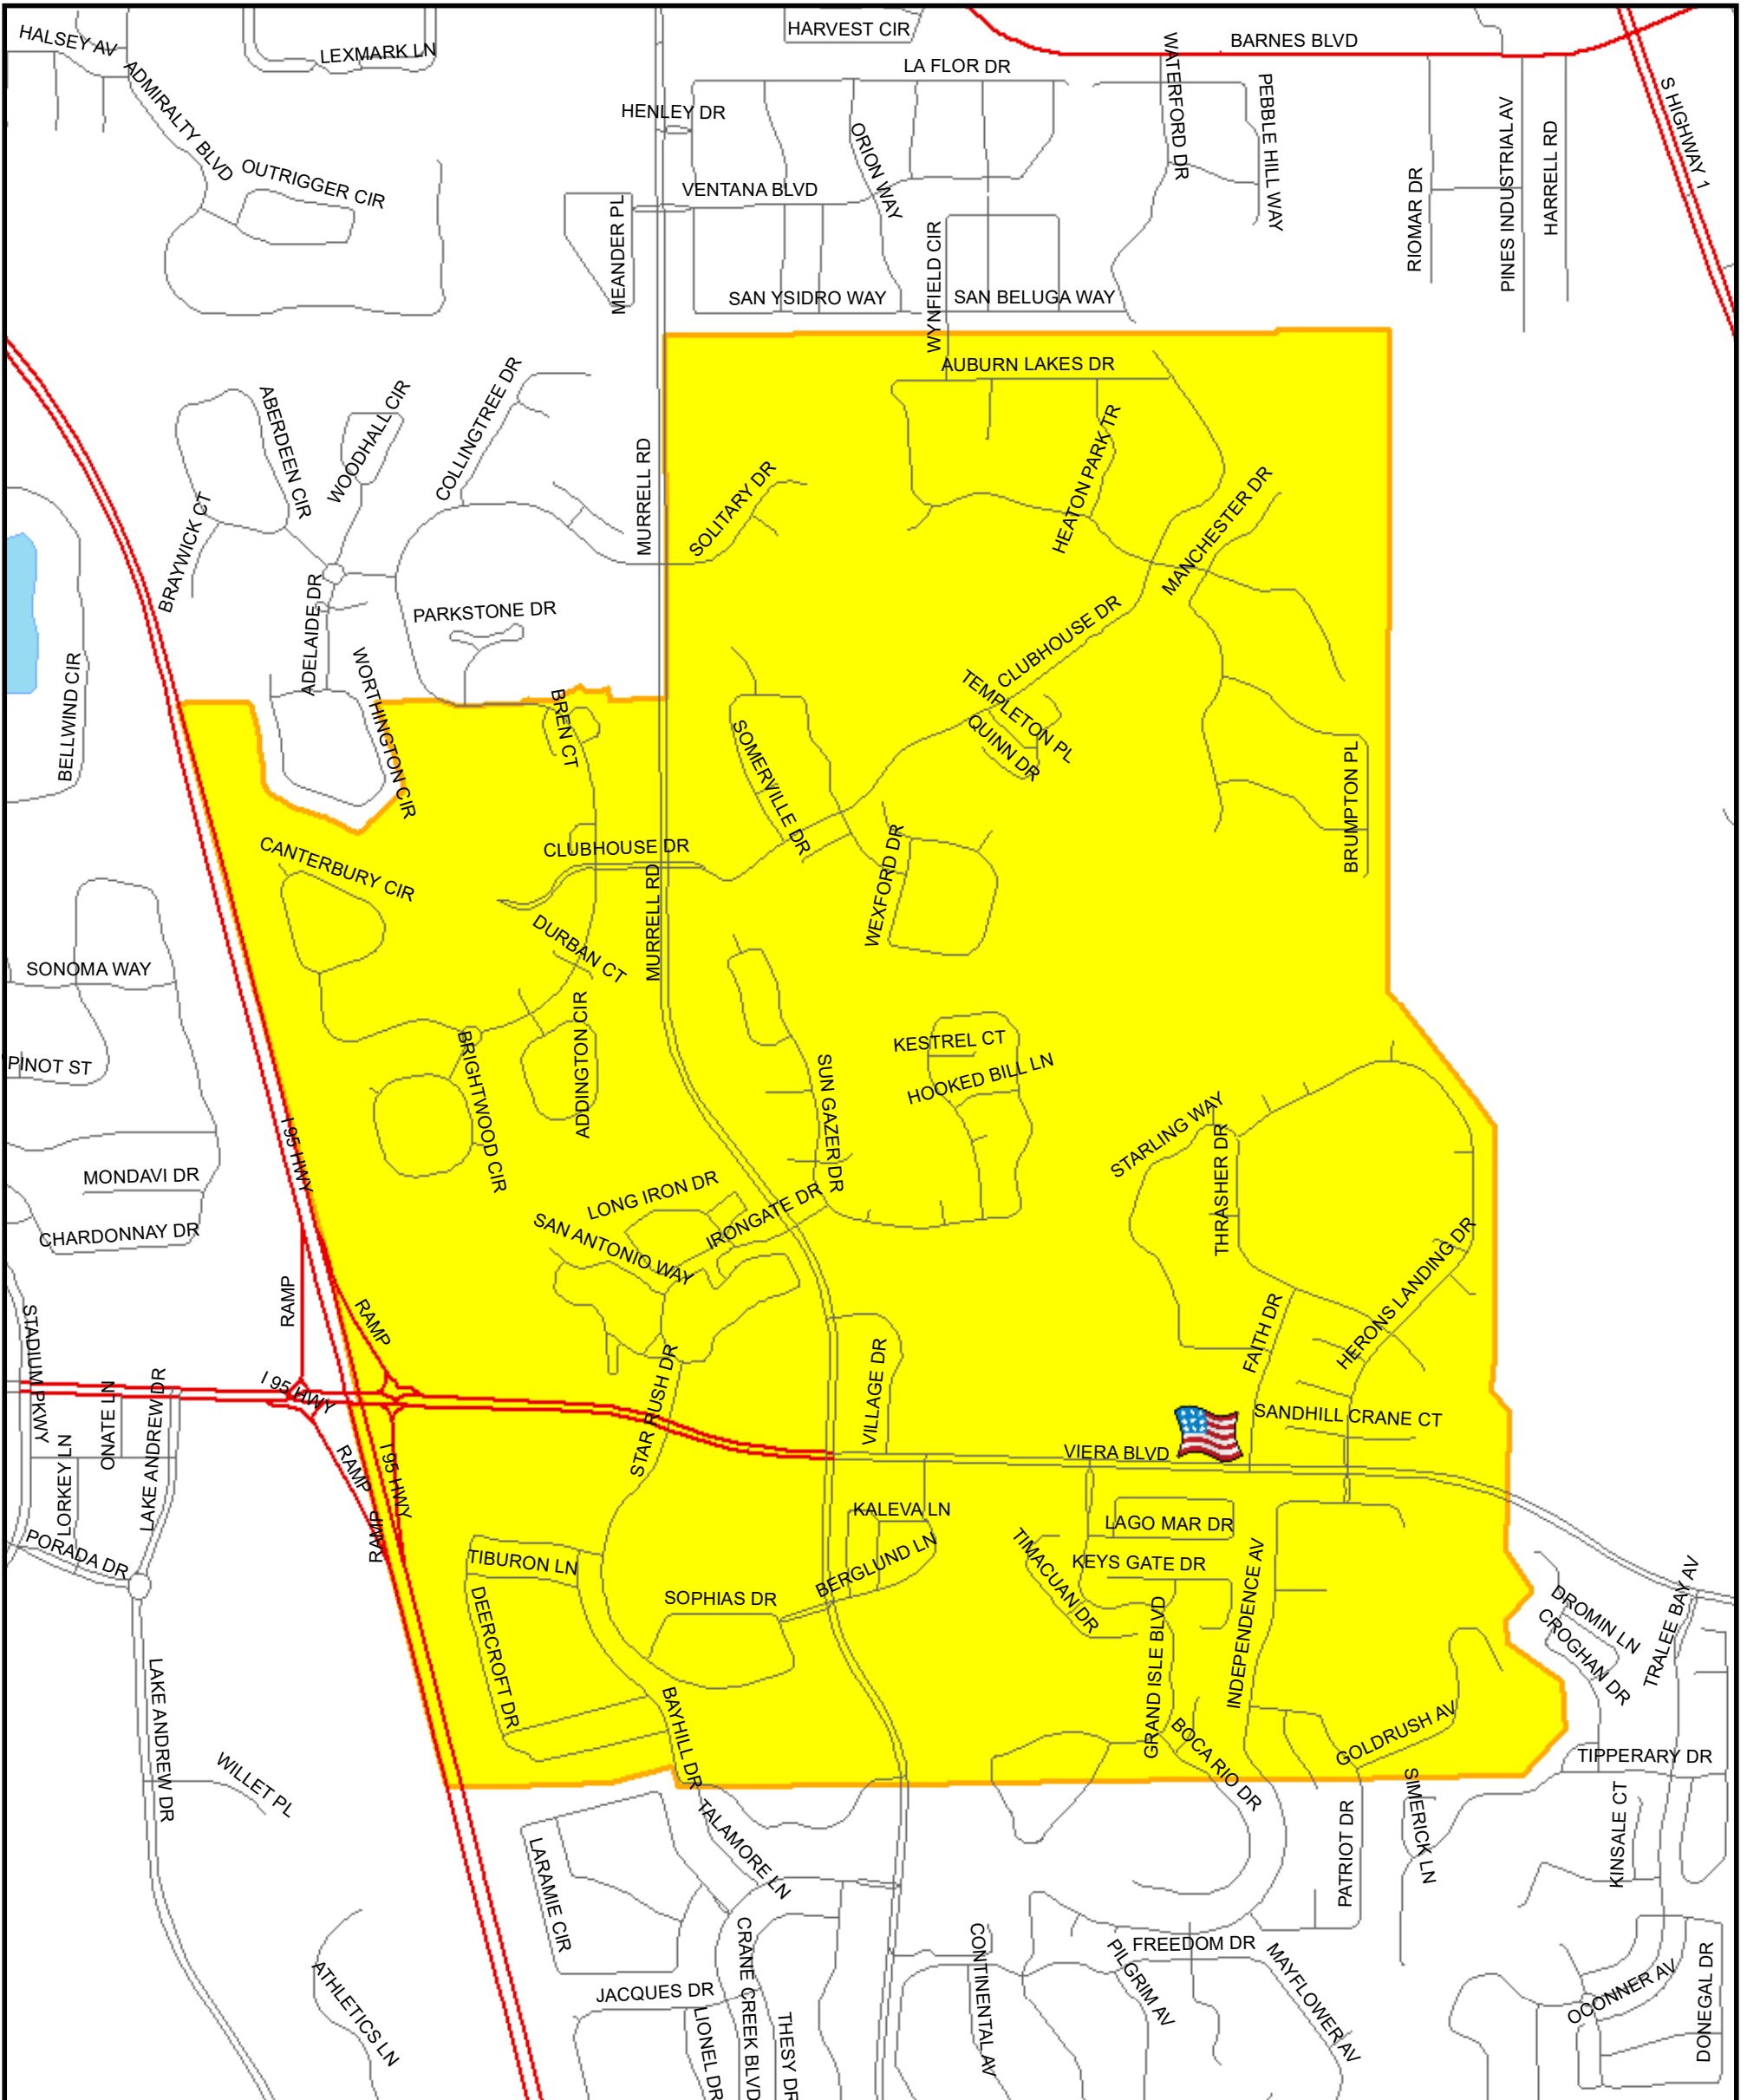 HARVEST CIR
HALSEY AV
LEXMARK LN
BARNES BLVD
LA FLOR DR
WATERFORD DR
PEBBLE HILL WAY
S HIGHWAY 1
ADMIRALTY BLVD
HENLEY DR
ORION WAY
PINES INDUSTRIAL AV
HARRELL RD
OUTRIGGER CIR
VENTANA BLVD
MEANDER PL
RIOMAR DR
WYNFIELD CIR
SAN YSIDRO WAY
SAN BELUGA WAY
AUBURN LAKES DR
COLLINGTREE DR
ABERDEEN CIR
WOODHALL CIR
MURRELL RD
SOLITARY DR
HEATON PARK TR
MANCHESTER DR
BRAYWICK CT
ADELAIDE DR
PARKSTONE DR
CLUBHOUSE DR
BELLWIND CIR
WORTHINGTON CIR
BREN CT
TEMPLETON PL
QUINN DR
SOMERVILLE DR
BRUMPTON PL
CANTERBURY CIR
CLUBHOUSE DR
WEXFORD DR
MURRELL RD
DURBAN CT
SONOMA WAY
ADDINGTON CIR
BRIGHTWOOD CIR
KESTREL CT
PINOT ST
SUN GAZER DR
HOOKED BILL LN
STARLING WAY
I 95 HWY
THRASHER DR
MONDAVI DR
LONG IRON DR
IRONGATE DR
CHARDONNAY DR
SAN ANTONIO WAY
HERONS LANDING DR
RAMP
RAMP
STADIUM PKWY
FAITH DR
VILLAGE DR
STAR RUSH DR
I 95 HWY
ONATE LN
LAKE ANDREW DR
SANDHILL CRANE CT
VIERA BLVD
LORKEY LN
RAMP
I 95 HWY
RAMP
KALEVA LN
LAGO MAR DR
PORADA DR
TIBURON LN
BERGLUND LN
TIMACUAN DR
KEYS GATE DR
INDEPENDENCE AV
SOPHIAS DR
DEERCROFT DR
GRAND ISLE BLVD
DROMIN LN
CROGHAN DR
TRALEE BAY AV
LAKE ANDREW DR
BAYHILL DR
BOCA RIO DR
GOLDRUSH AV
TIPPERARY DR
WILLET PL
SIMERICK LN
KINSALE CT
TALAMORE LN
PATRIOT DR
LARAMIE CIR
CRANE CREEK BLVD
CONTINENTAL AV
FREEDOM DR
PILGRIM AV
MAYFLOWER AV
OCONNER AV
DONEGAL DR
ATHLETICS LN
JACQUES DR
LIONEL DR
THESY DR